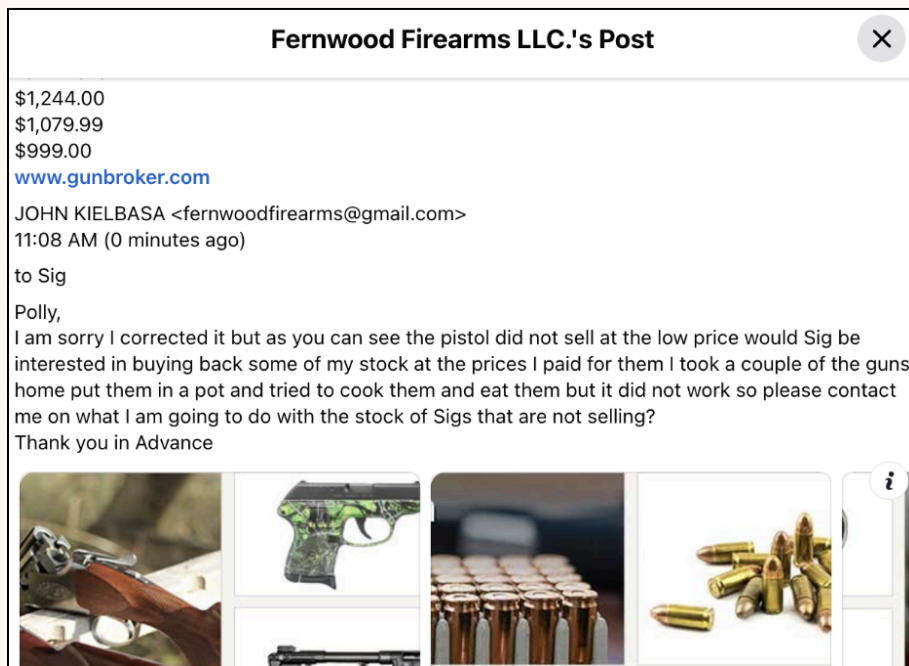 Fernwood Firearms LLC.'s Post
$1,244.00
$1,079.99
$999.00
www.gunbroker.com
JOHN KIELBASA <fernwoodfirearms@gmail.com>
11:08 AM (0 minutes ago)
to Sig
Polly,
I am sorry I corrected it but as you can see the pistol did not sell at the low price would Sig be
interested in buying back some of my stock at the prices I paid for them I took a couple of the guns
home put them in a pot and tried to cook them and eat them but it did not work so please contact
me on what I am going to do with the stock of Sigs that are not selling?
Thank you in Advance